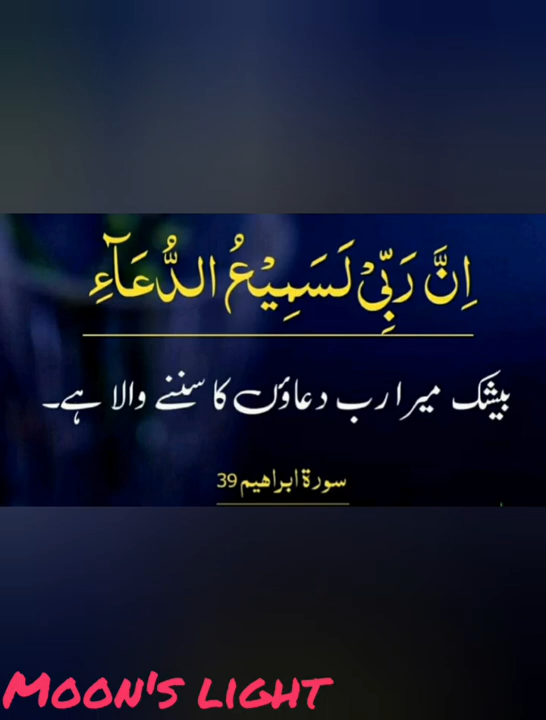 اِنَّ رَبِّیْ لَسَمِیْعُ الدُّعَآءِ
بیشک میرا رب دعاؤں کا سننے والا ہے۔
سورۃ ابراھیم 39
MOON'S LIGHT